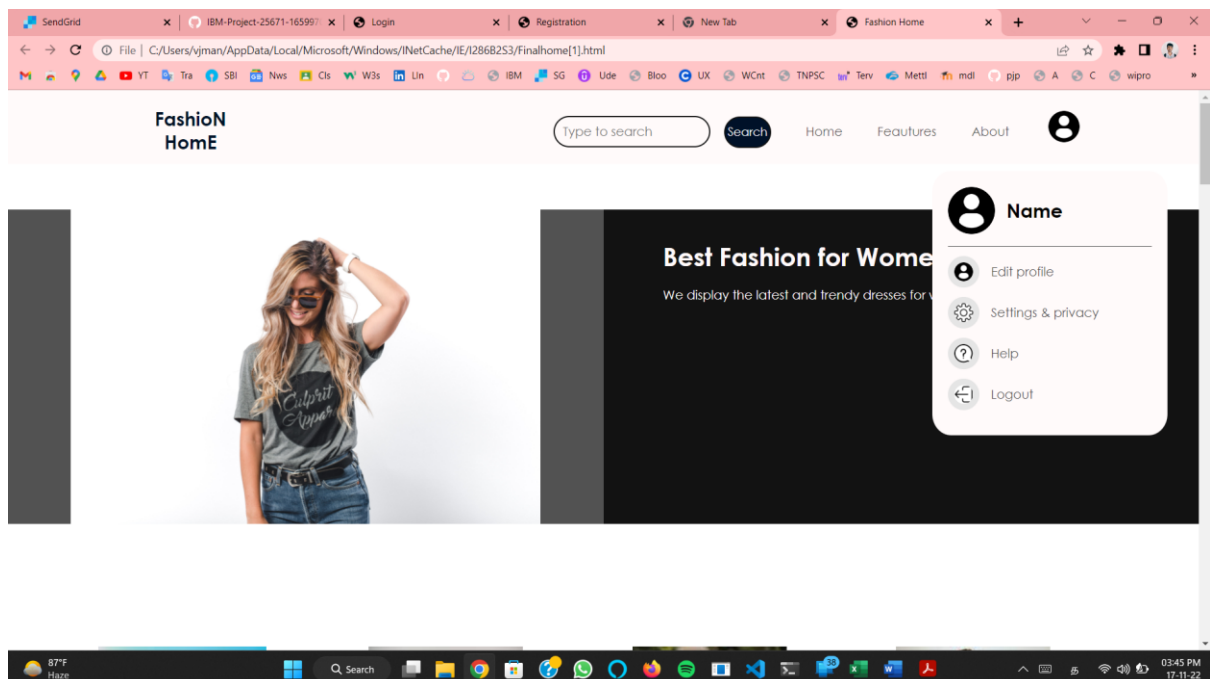 SendGrid
IBM-Project-25671-165997
Login
Registration
New Tab
Fashion Home
File | C:/Users/vjman/AppData/Local/Microsoft/Windows/INetCache/IE/I286B2S3/Finalhome[1].html
YT Tra SBI Nws Cls W3s Lin IBM SG Ude Bloo UX WCnt TNPSC Terv Mettl mdl pjp A C wipro »
FashioN
HomE
Type to search
Search
Home
Feautures
About
Name
Best Fashion for Wome
We display the latest and trendy dresses for
Edit profile
Settings & privacy
Help
Logout
Culprit
Appar
87°F
Haze
Search
38
03:45 PM
17-11-22